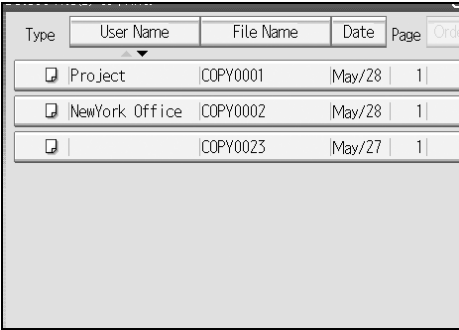 Type User Name File Name Date Page
Project COPY0001 May/28 1
NewYork Office COPY0002 May/28 1
COPY0023 May/27 1